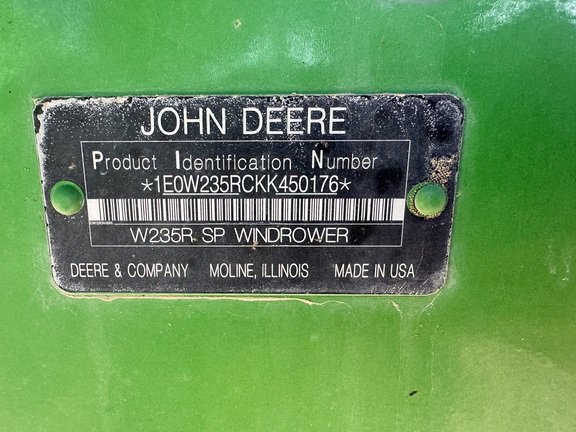 JOHN DEERE
Product Identification Number
*1E0W235RCKK450176*
W235R SP WINDROWER
DEERE & COMPANY MOLINE, ILLINOIS MADE IN USA